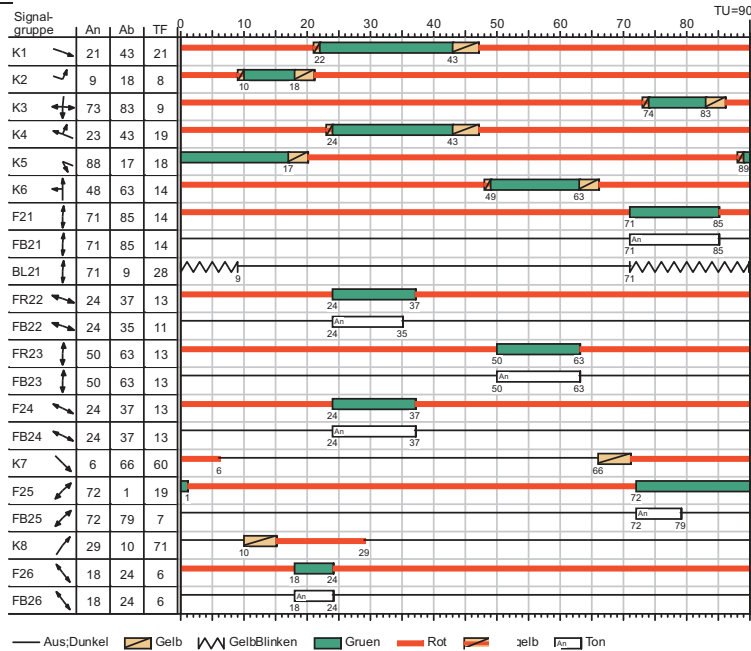 TU=90
Signal-
gruppe An Ab TF 0 10 20 30 40 50 60 70 80
K1 21 43 21 22 43
K2 9 18 8 10 18
K3 73 83 9 74 83
K4 23 43 19 24 43
K5 88 17 18 17 89
K6 48 63 14 49 63
F21 71 85 14 71 85
FB21 71 85 14 An 71 85
BL21 71 9 28 9 71
FR22 24 37 13 24 37
FB22 24 35 11 An 24 35
FR23 50 63 13 50 63
FB23 50 63 13 An 50 63
F24 24 37 13 24 37
FB24 24 37 13 An 24 37
K7 6 66 60 6 66
F25 72 1 19 1 72
FB25 72 79 7 An 72 79
K8 29 10 71 10 29
F26 18 24 6 18 24
FB26 18 24 6 An 18 24
Aus;Dunkel Gelb GelbBlinken Gruen Rot gelb An Ton